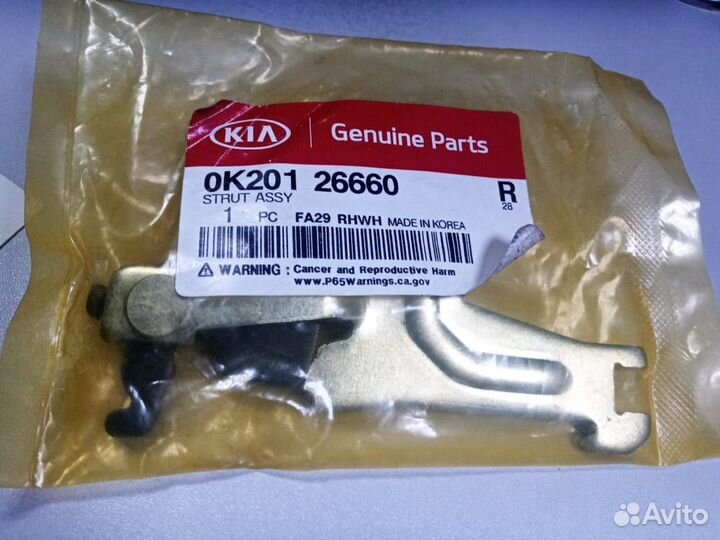 KIA
Genuine Parts
0K201 26660
R
STRUT ASSY
28
1 PC FA29 RHWH MADE IN KOREA
WARNING : Cancer and Reproductive Harm
www.P65Warnings.ca.gov
Avito